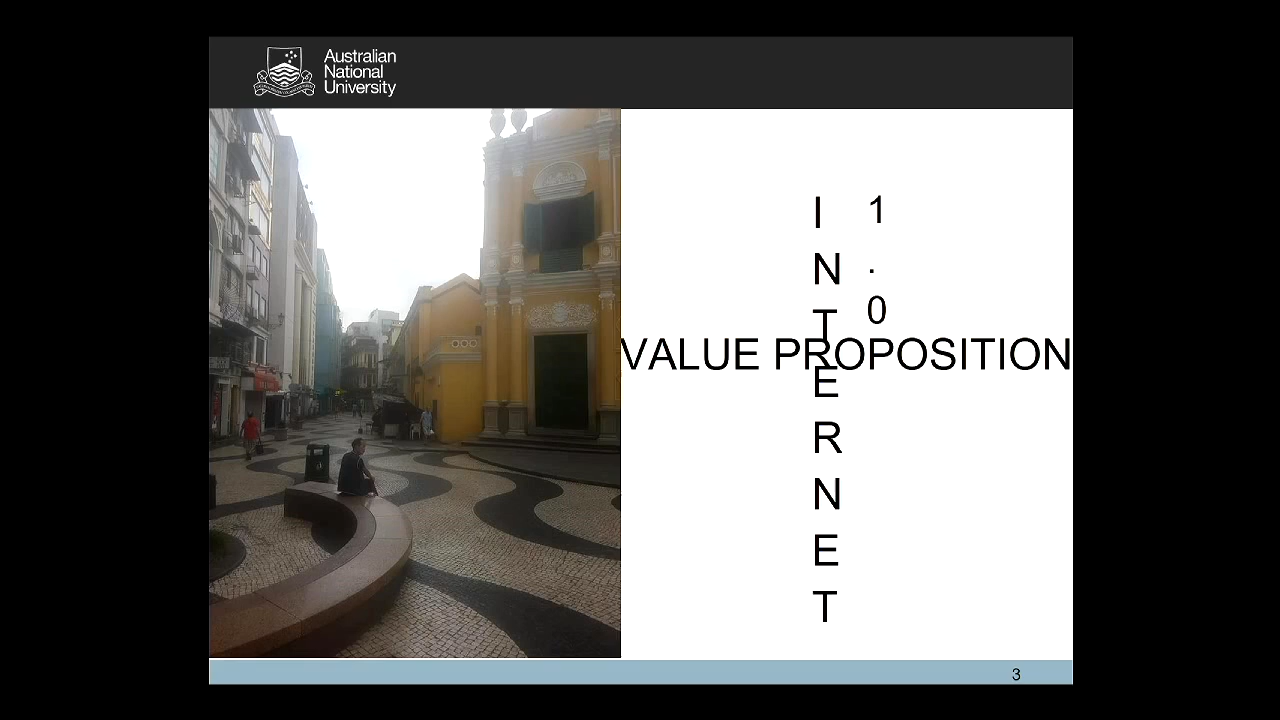 Australian
National
University
INTERNET
1.0
VALUE PROPOSITION
3